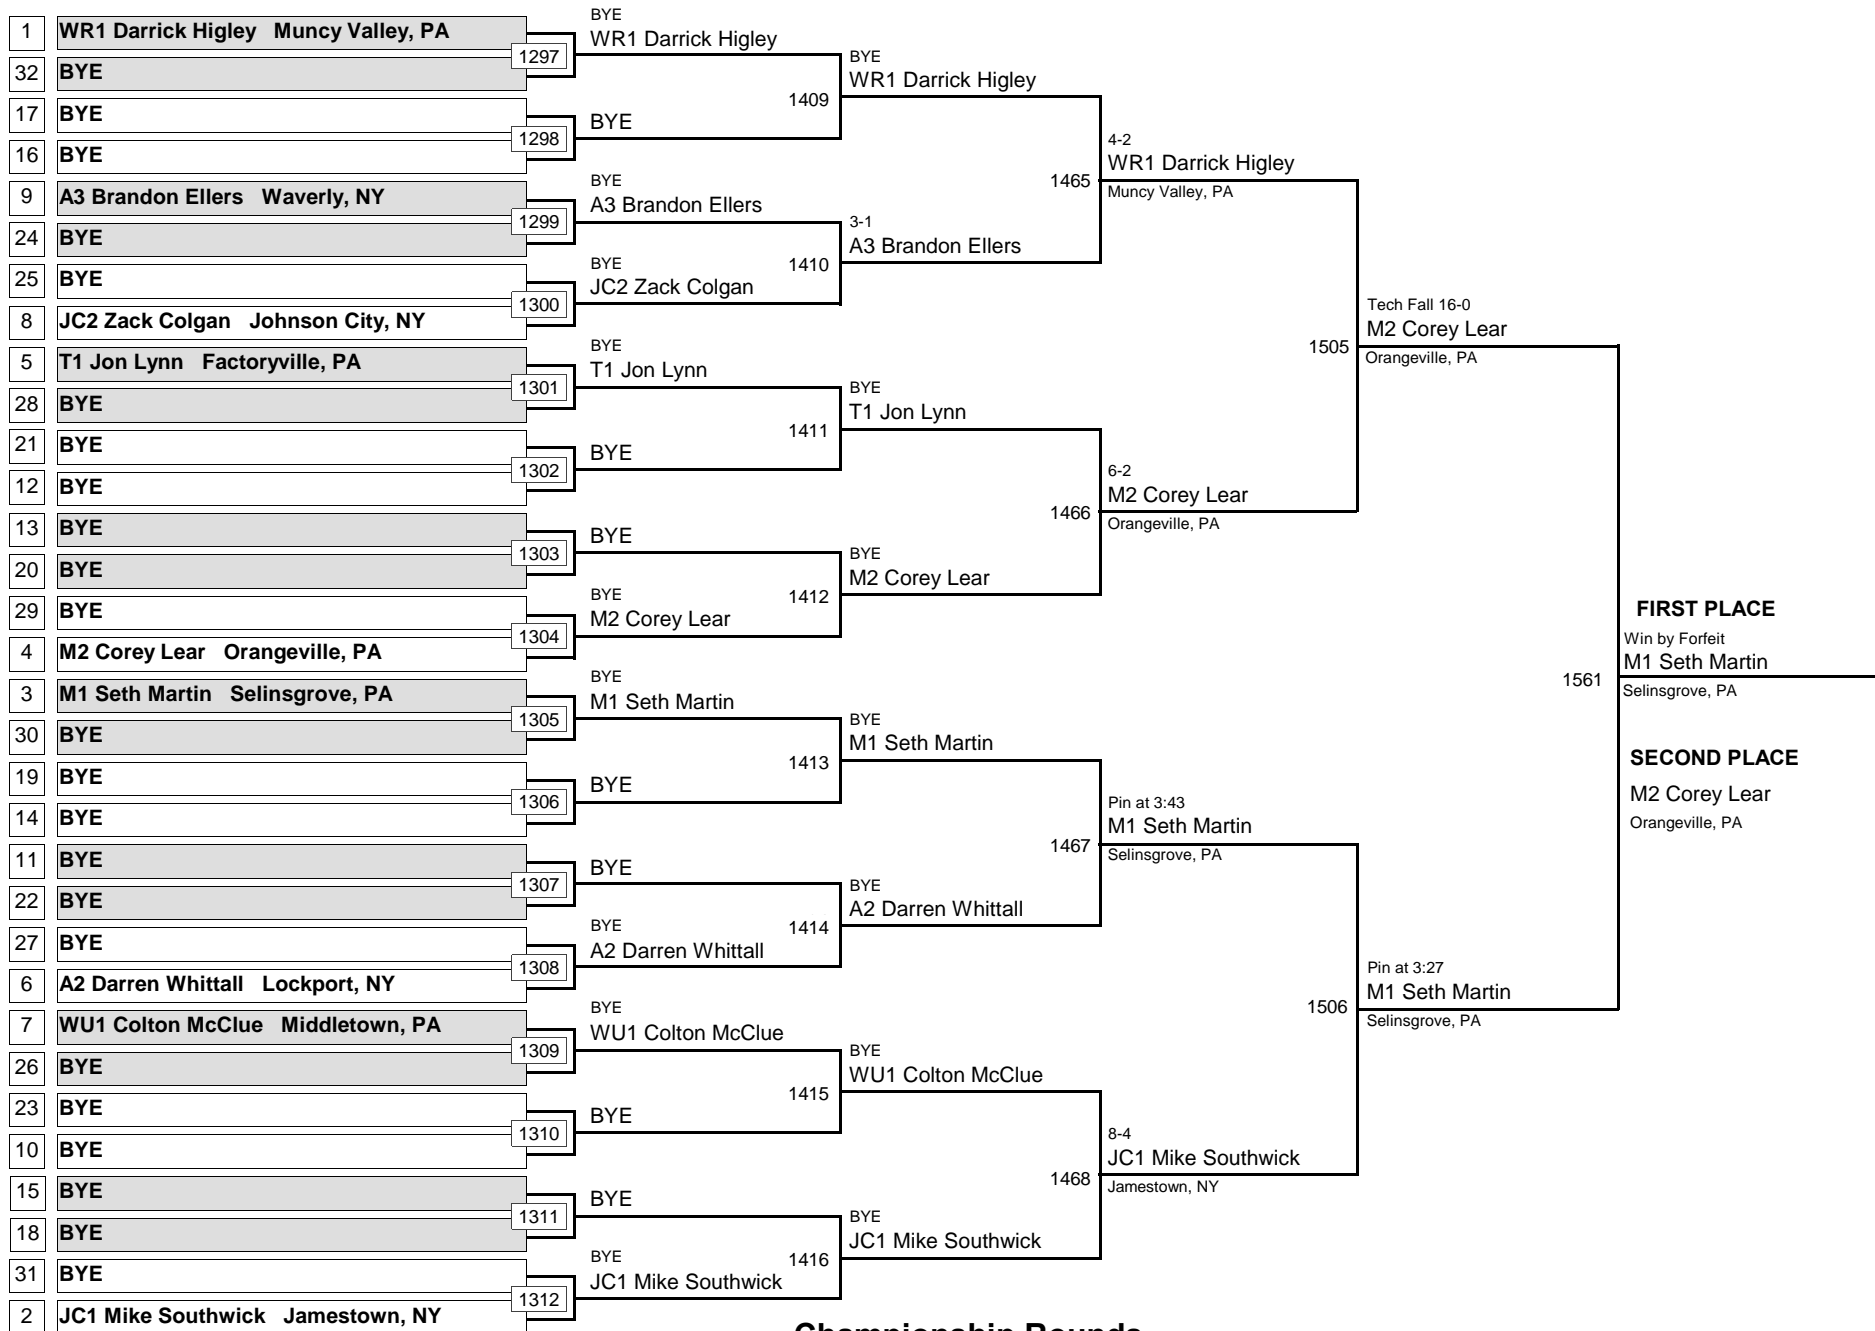 1 WR1 Darrick Higley Muncy Valley, PA
32 BYE
17 BYE
16 BYE
9 A3 Brandon Ellers Waverly, NY
24 BYE
25 BYE
8 JC2 Zack Colgan Johnson City, NY
5 T1 Jon Lynn Factoryville, PA
28 BYE
21 BYE
12 BYE
13 BYE
20 BYE
29 BYE
4 M2 Corey Lear Orangeville, PA
3 M1 Seth Martin Selinsgrove, PA
30 BYE
19 BYE
14 BYE
11 BYE
22 BYE
27 BYE
6 A2 Darren Whittall Lockport, NY
7 WU1 Colton McClue Middletown, PA
26 BYE
23 BYE
10 BYE
15 BYE
18 BYE
31 BYE
2 JC1 Mike Southwick Jamestown, NY
1297
1298
1299
1300
1301
1302
1303
1304
1305
1306
1307
1308
1309
1310
1311
1312
BYE
WR1 Darrick Higley
BYE
BYE
A3 Brandon Ellers
BYE
JC2 Zack Colgan
BYE
T1 Jon Lynn
BYE
BYE
BYE
M2 Corey Lear
BYE
M1 Seth Martin
BYE
BYE
BYE
A2 Darren Whittall
BYE
WU1 Colton McClue
BYE
BYE
BYE
JC1 Mike Southwick
1409
1410
1411
1412
1413
1414
1415
1416
BYE
WR1 Darrick Higley
3-1
A3 Brandon Ellers
BYE
T1 Jon Lynn
BYE
M2 Corey Lear
BYE
M1 Seth Martin
BYE
A2 Darren Whittall
BYE
WU1 Colton McClue
BYE
JC1 Mike Southwick
1465
1466
1467
1468
4-2
WR1 Darrick Higley
Muncy Valley, PA
6-2
M2 Corey Lear
Orangeville, PA
Pin at 3:43
M1 Seth Martin
Selinsgrove, PA
8-4
JC1 Mike Southwick
Jamestown, NY
1505
1506
Tech Fall 16-0
M2 Corey Lear
Orangeville, PA
Pin at 3:27
M1 Seth Martin
Selinsgrove, PA
1561
FIRST PLACE
Win by Forfeit
M1 Seth Martin
Selinsgrove, PA
SECOND PLACE
M2 Corey Lear
Orangeville, PA
Championship Rounds